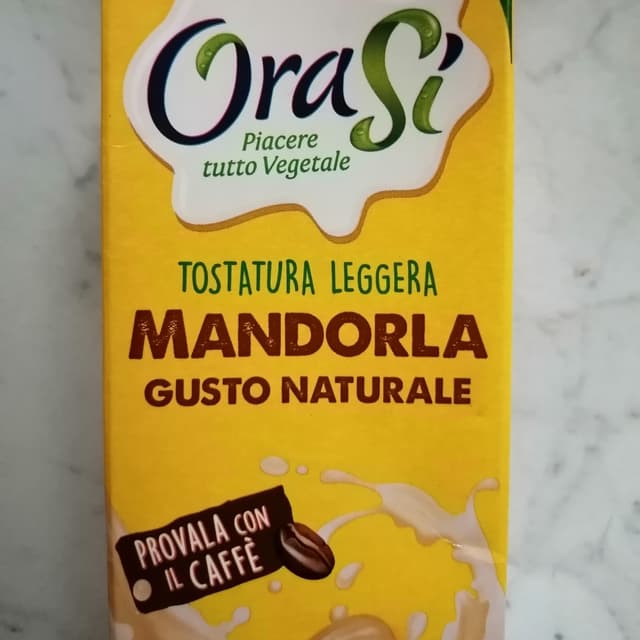 OraSì
Piacere
tutto Vegetale
TOSTATURA LEGGERA
MANDORLA
GUSTO NATURALE
PROVALA CON
IL CAFFÈ